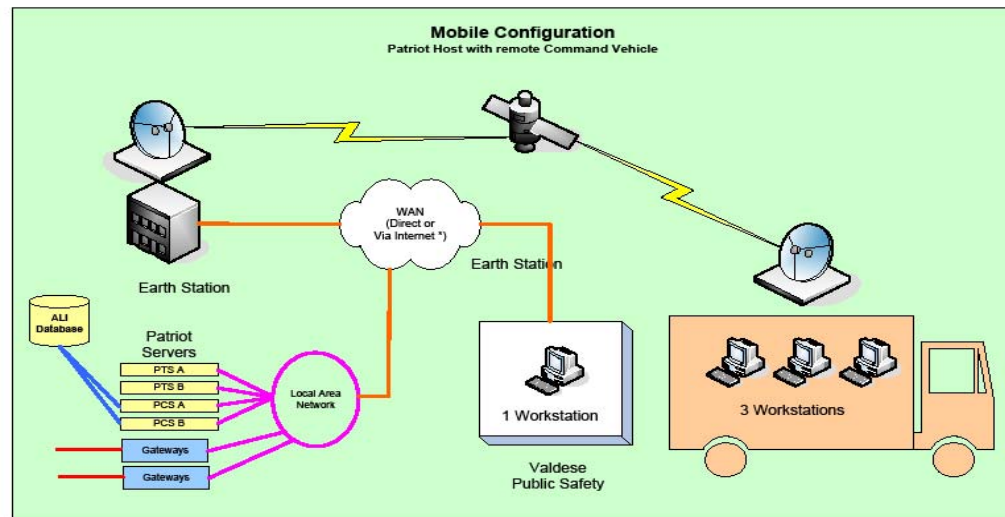 Mobile Configuration
Patriot Host with remote Command Vehicle
WAN
(Direct or
Via Internet *)
Earth Station
Earth Station
ALI
Database
Patriot
Servers
PTS A
PTS B
PCS A
PCS B
Gateways
Gateways
Local Area
Network
1 Workstation
Valdese
Public Safety
3 Workstations